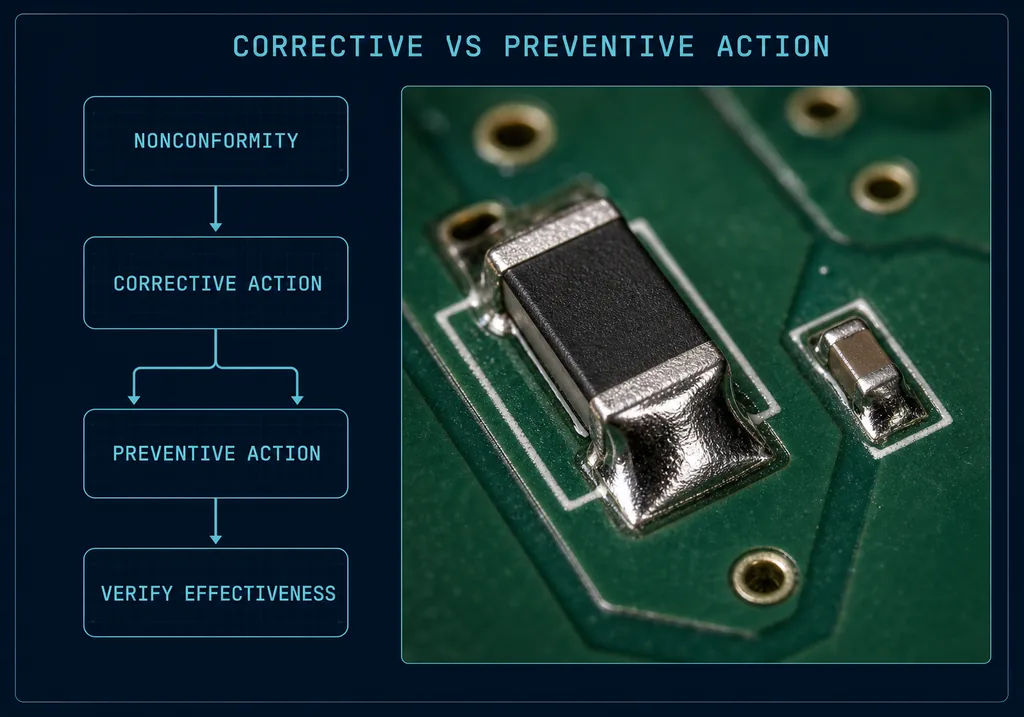 CORRECTIVE VS PREVENTIVE ACTION
NONCONFORMITY
CORRECTIVE ACTION
PREVENTIVE ACTION
VERIFY EFFECTIVENESS